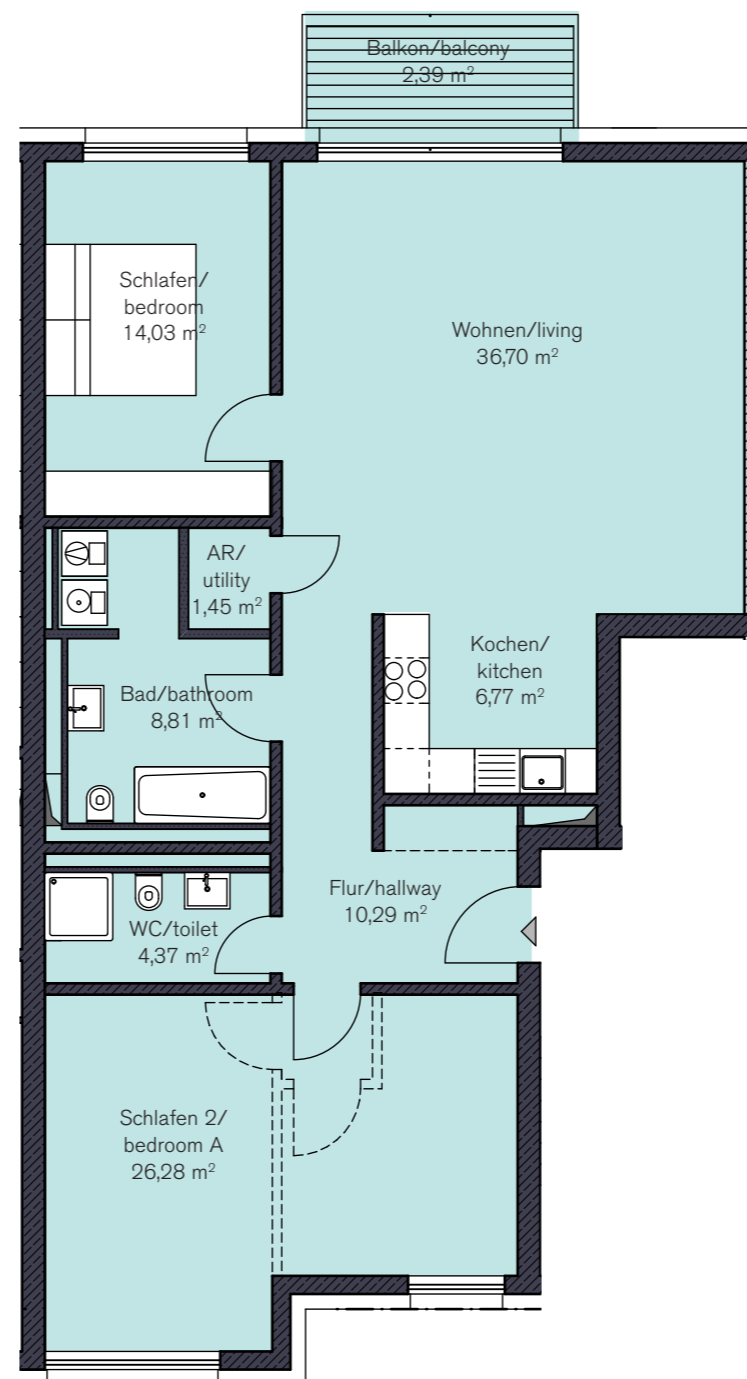 Balkon/balcony
2,39 m²
Schlafen/
bedroom
14,03 m²
Wohnen/living
36,70 m²
AR/
utility
1,45 m²
Kochen/
kitchen
6,77 m²
Bad/bathroom
8,81 m²
Flur/hallway
10,29 m²
WC/toilet
4,37 m²
Schlafen 2/
bedroom A
26,28 m²